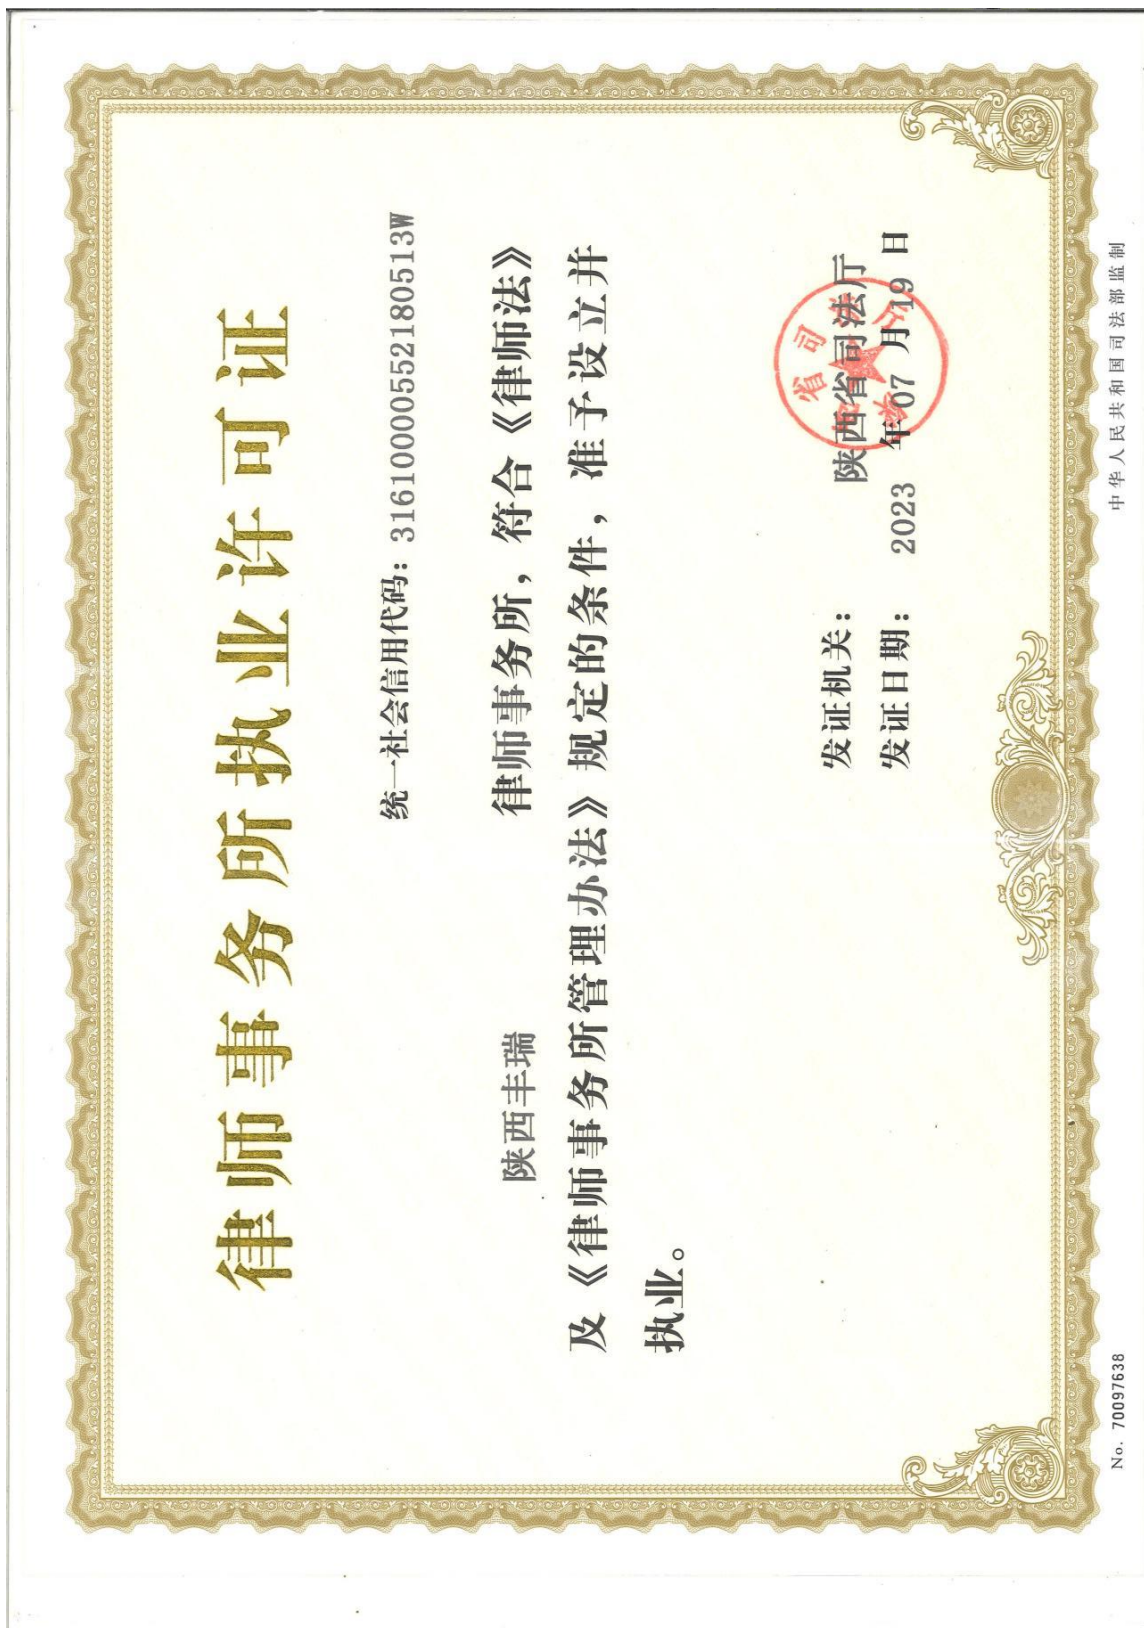 律师事务所执业许可证
统一社会信用代码：31610000552180513W
陕西丰瑞 律师事务所，符合《律师法》
及《律师事务所管理办法》规定的条件，准予设立并
执业。
发证机关：陕西省司法厅
发证日期：2023 年 07 月 19 日
No. 70097638
中华人民共和国司法部监制